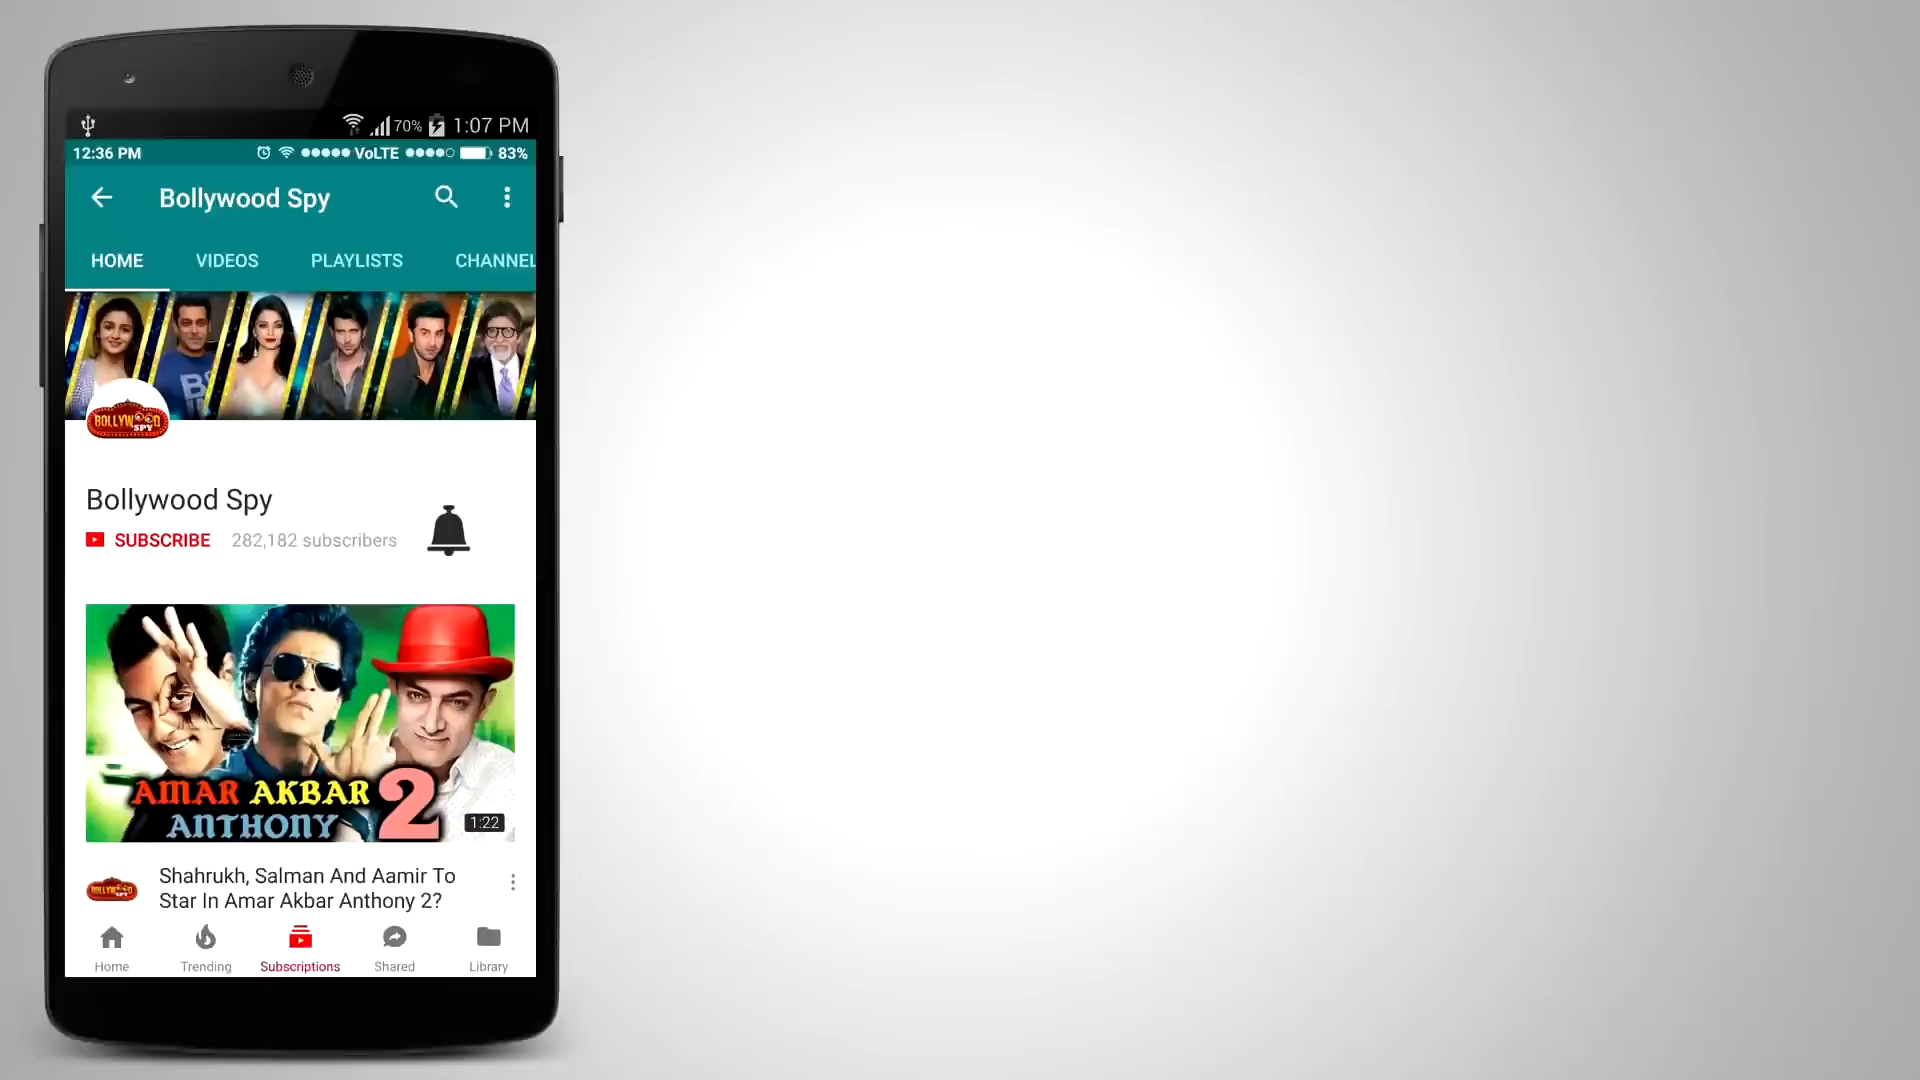 70% 1:07 PM
12:36 PM VoLTE 83%
Bollywood Spy
HOME VIDEOS PLAYLISTS CHANNEL
BOLLYWOOD
SPY
Bollywood Spy
SUBSCRIBE 282,182 subscribers
AMAR AKBAR
ANTHONY 2
1:22
Shahrukh, Salman And Aamir To
Star In Amar Akbar Anthony 2?
BOLLYWOOD
SPY
Home Trending Subscriptions Shared Library